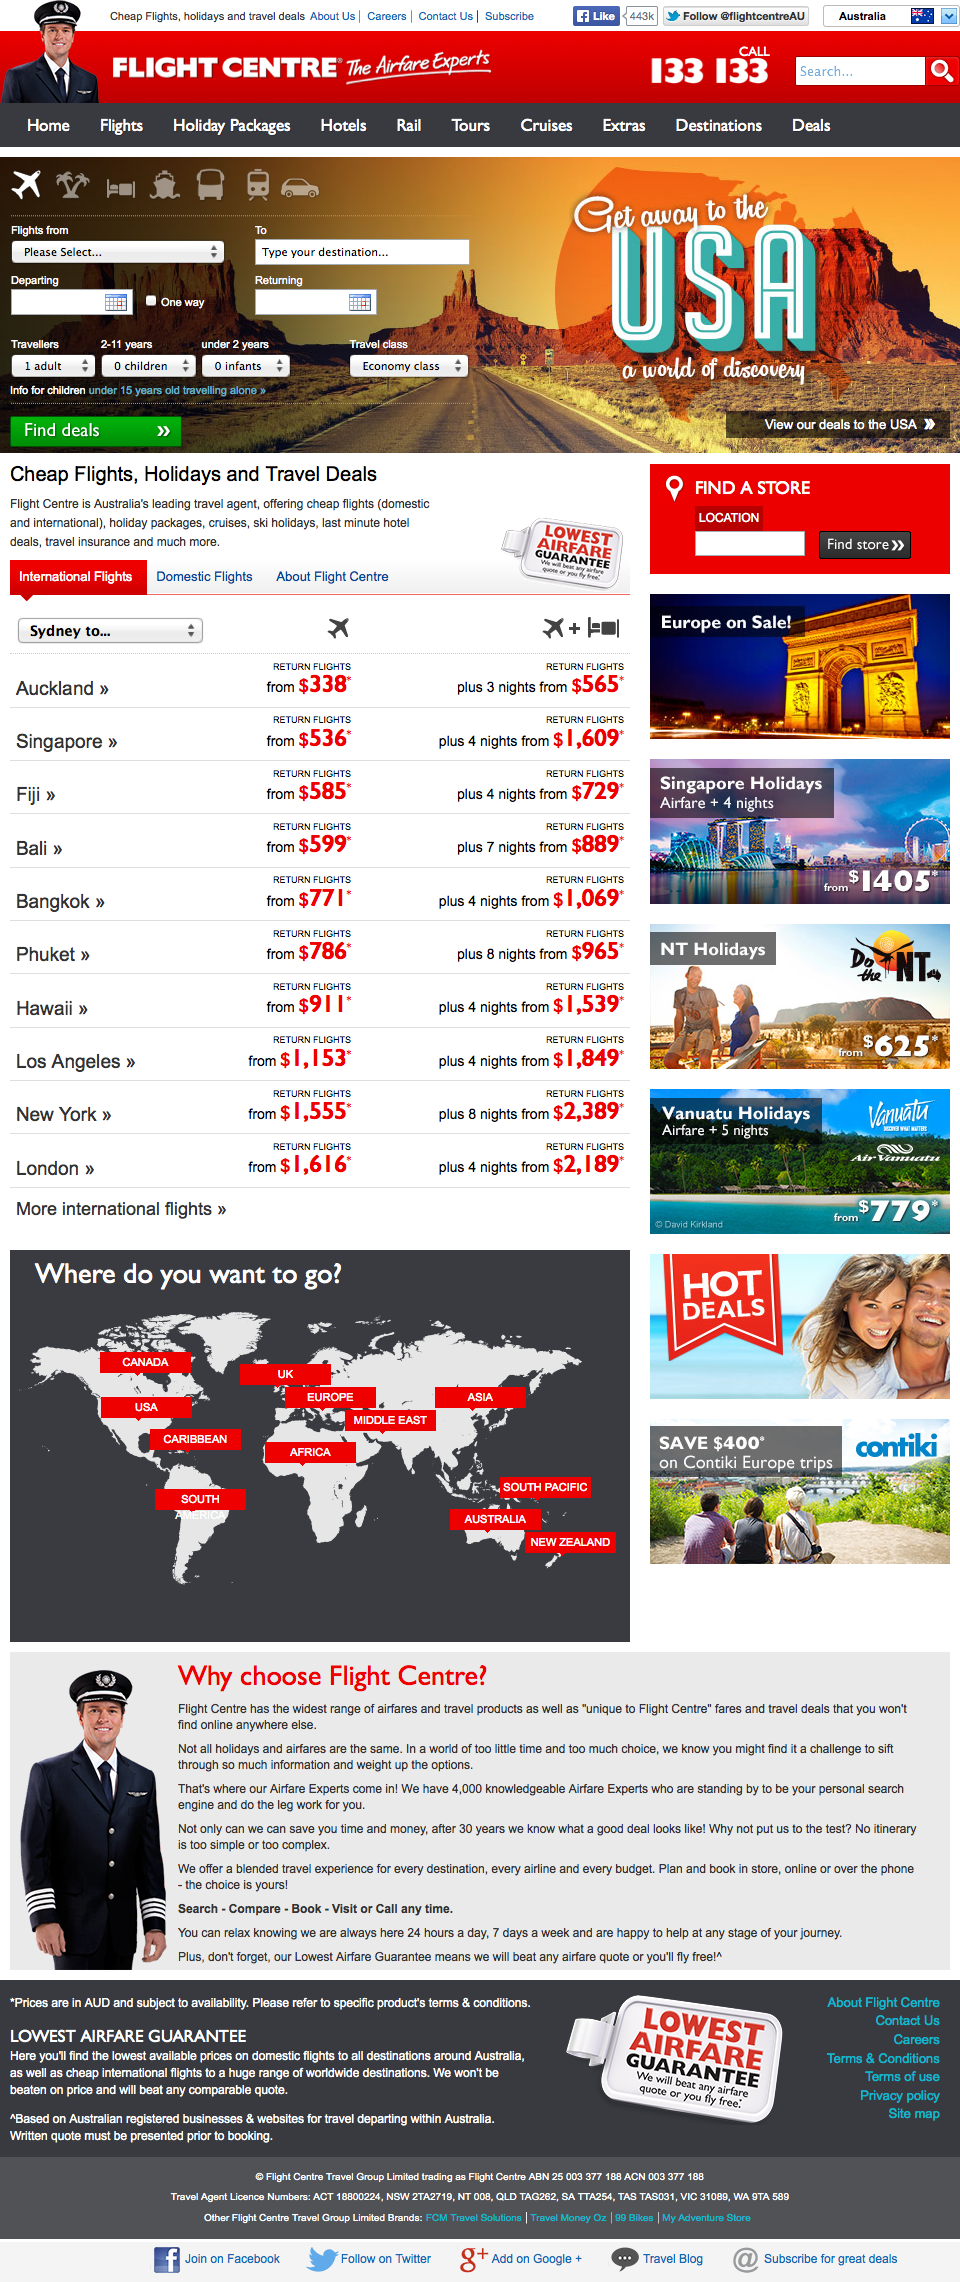 Cheap Flights, holidays and travel deals About Us Careers Contact Us Subscribe Like 443k Follow @flightcentreAU Australia
FLIGHT CENTRE® The Airfare Experts CALL
133 133 Search...
Home Flights Holiday Packages Hotels Rail Tours Cruises Extras Destinations Deals
Flights from To
Please Select... Type your destination...
Departing Returning
One way
Travellers 2-11 years under 2 years Travel class
1 adult 0 children 0 infants Economy class
Info for children under 15 years old travelling alone »
Find deals »
Get away to the
USA
a world of discovery
View our deals to the USA »
Cheap Flights, Holidays and Travel Deals
Flight Centre is Australia's leading travel agent, offering cheap flights (domestic
and international), holiday packages, cruises, ski holidays, last minute hotel
deals, travel insurance and much more.
LOWEST
AIRFARE
GUARANTEE
We will beat any airfare
quote or you fly free.*
International Flights Domestic Flights About Flight Centre
Sydney to... +
RETURN FLIGHTS RETURN FLIGHTS
Auckland » from $338* plus 3 nights from $565*
RETURN FLIGHTS RETURN FLIGHTS
Singapore » from $536* plus 4 nights from $1,609*
RETURN FLIGHTS RETURN FLIGHTS
Fiji » from $585* plus 4 nights from $729*
RETURN FLIGHTS RETURN FLIGHTS
Bali » from $599* plus 7 nights from $889*
RETURN FLIGHTS RETURN FLIGHTS
Bangkok » from $771* plus 4 nights from $1,069*
RETURN FLIGHTS RETURN FLIGHTS
Phuket » from $786* plus 8 nights from $965*
RETURN FLIGHTS RETURN FLIGHTS
Hawaii » from $911* plus 4 nights from $1,539*
RETURN FLIGHTS RETURN FLIGHTS
Los Angeles » from $1,153* plus 4 nights from $1,849*
RETURN FLIGHTS RETURN FLIGHTS
New York » from $1,555* plus 8 nights from $2,389*
RETURN FLIGHTS RETURN FLIGHTS
London » from $1,616* plus 4 nights from $2,189*
More international flights »
FIND A STORE
LOCATION
Find store »
Europe on Sale!
Singapore Holidays
Airfare + 4 nights
from $1405*
NT Holidays
Do the NT
from $625*
Vanuatu Holidays
Airfare + 5 nights
Vanuatu
DISCOVER WHAT MATTERS
Air Vanuatu
from $779*
© David Kirkland
HOT
DEALS
SAVE $400*
on Contiki Europe trips
contiki
Where do you want to go?
CANADA
UK
USA EUROPE ASIA
MIDDLE EAST
CARIBBEAN
AFRICA
SOUTH PACIFIC
SOUTH
AMERICA
AUSTRALIA
NEW ZEALAND
Why choose Flight Centre?
Flight Centre has the widest range of airfares and travel products as well as "unique to Flight Centre" fares and travel deals that you won't
find online anywhere else.
Not all holidays and airfares are the same. In a world of too little time and too much choice, we know you might find it a challenge to sift
through so much information and weight up the options.
That's where our Airfare Experts come in! We have 4,000 knowledgeable Airfare Experts who are standing by to be your personal search
engine and do the leg work for you.
Not only can we can save you time and money, after 30 years we know what a good deal looks like! Why not put us to the test? No itinerary
is too simple or too complex.
We offer a blended travel experience for every destination, every airline and every budget. Plan and book in store, online or over the phone
- the choice is yours!
Search - Compare - Book - Visit or Call any time.
You can relax knowing we are always here 24 hours a day, 7 days a week and are happy to help at any stage of your journey.
Plus, don't forget, our Lowest Airfare Guarantee means we will beat any airfare quote or you'll fly free!^
*Prices are in AUD and subject to availability. Please refer to specific product's terms & conditions.
LOWEST AIRFARE GUARANTEE
Here you'll find the lowest available prices on domestic flights to all destinations around Australia,
as well as cheap international flights to a huge range of worldwide destinations. We won't be
beaten on price and will beat any comparable quote.
^Based on Australian registered businesses & websites for travel departing within Australia.
Written quote must be presented prior to booking.
LOWEST
AIRFARE
GUARANTEE
We will beat any airfare
quote or you fly free.*
About Flight Centre
Contact Us
Careers
Terms & Conditions
Terms of use
Privacy policy
Site map
© Flight Centre Travel Group Limited trading as Flight Centre ABN 25 003 377 188 ACN 003 377 188
Travel Agent Licence Numbers: ACT 18800224, NSW 2TA2719, NT 008, QLD TAG262, SA TTA254, TAS TAS031, VIC 31089, WA 9TA 589
Other Flight Centre Travel Group Limited Brands: FCM Travel Solutions Travel Money Oz 99 Bikes My Adventure Store
Join on Facebook Follow on Twitter g+ Add on Google + Travel Blog @ Subscribe for great deals